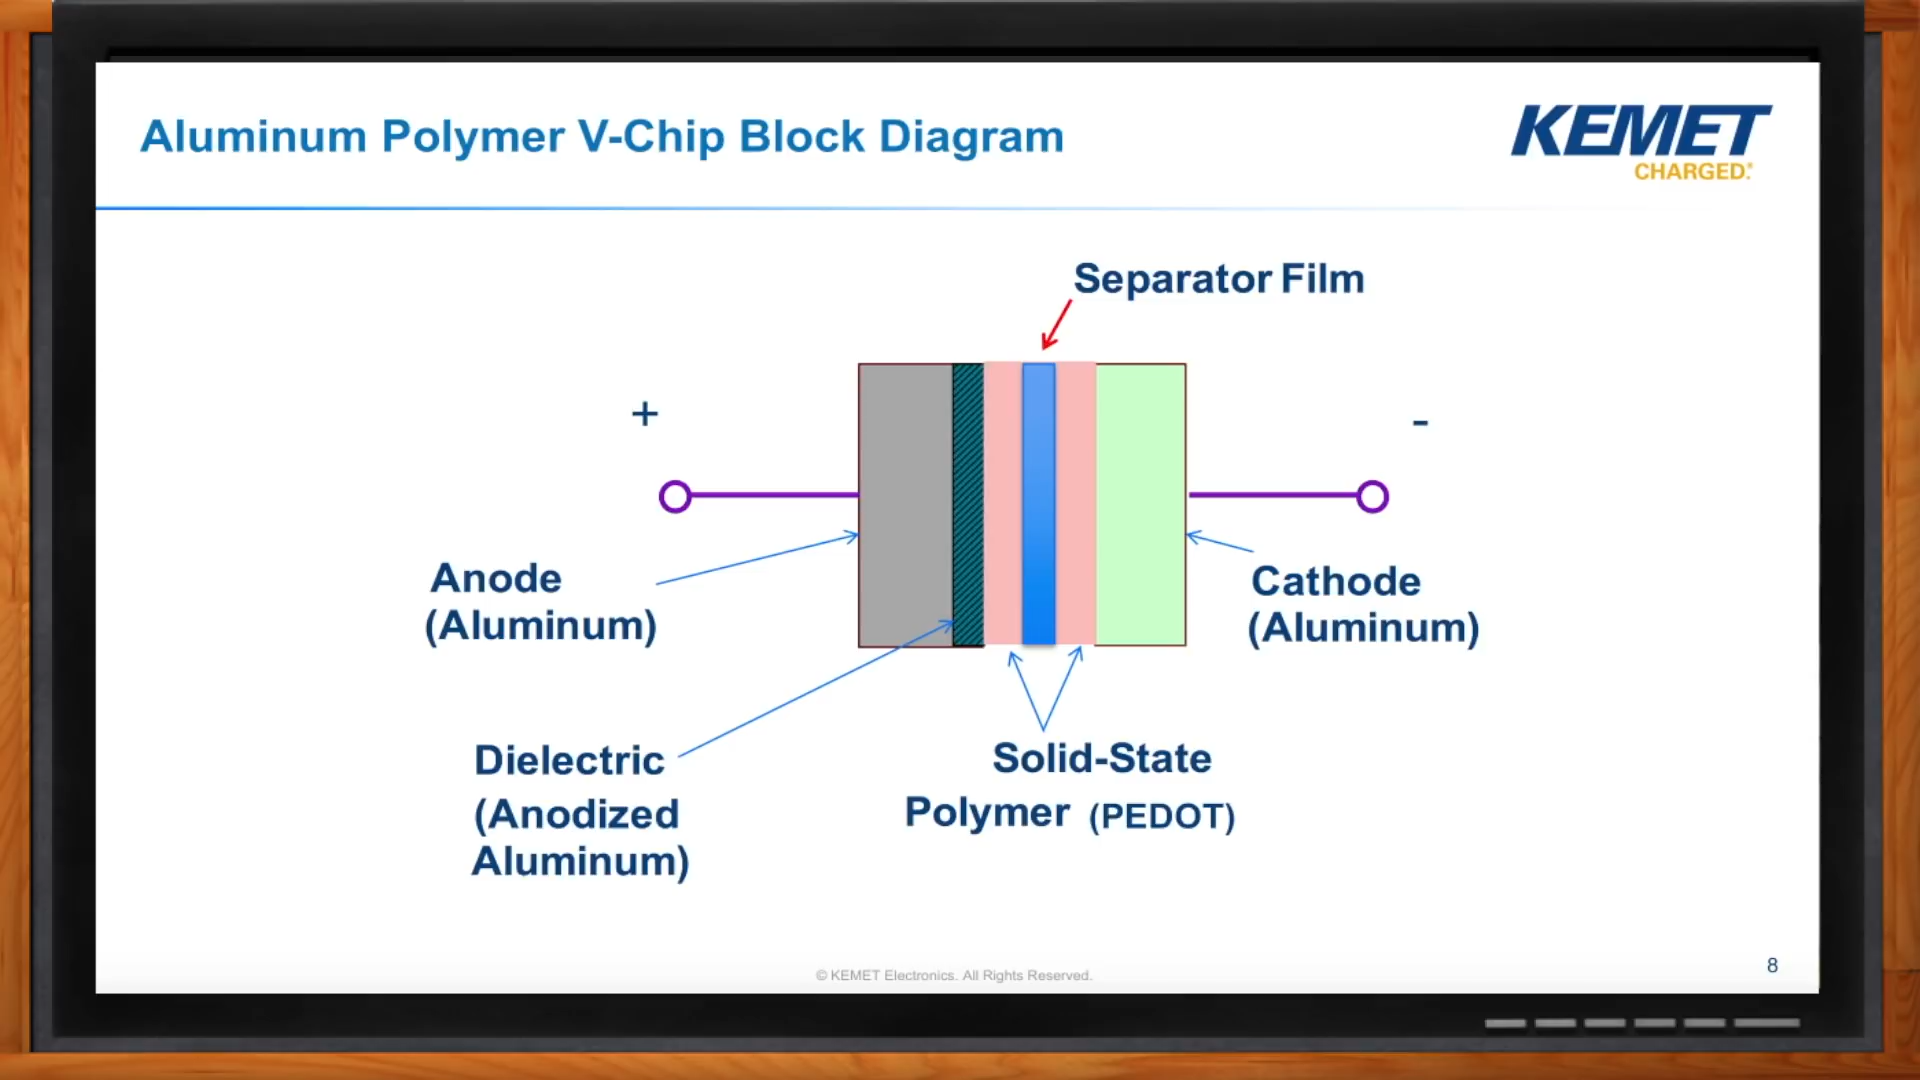 Aluminum Polymer V-Chip Block Diagram
KEMET
CHARGED.®
Separator Film
+
-
Anode
(Aluminum)
Cathode
(Aluminum)
Dielectric
(Anodized
Aluminum)
Solid-State
Polymer (PEDOT)
© KEMET Electronics. All Rights Reserved.
8